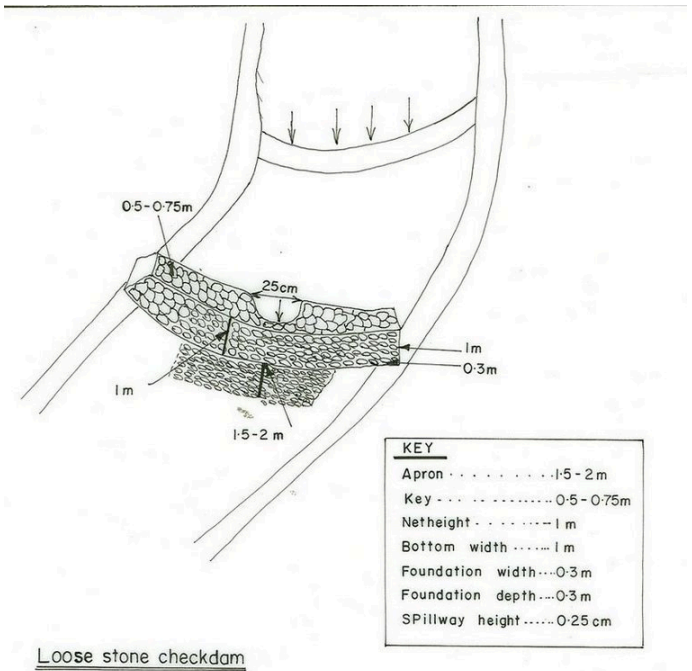 0.5-0.75m
25cm
1m
0.3m
1m
1.5-2 m
KEY
Apron . . . . . . . . . 1.5-2m
Key - - . . ------.... 0.5-0.75m
Netheight - . . . . -- 1m
Bottom width ..... 1m
Foundation width... 0.3m
Foundation depth... 0.3m
SPillway height ..... 0.25 cm
Loose stone checkdam